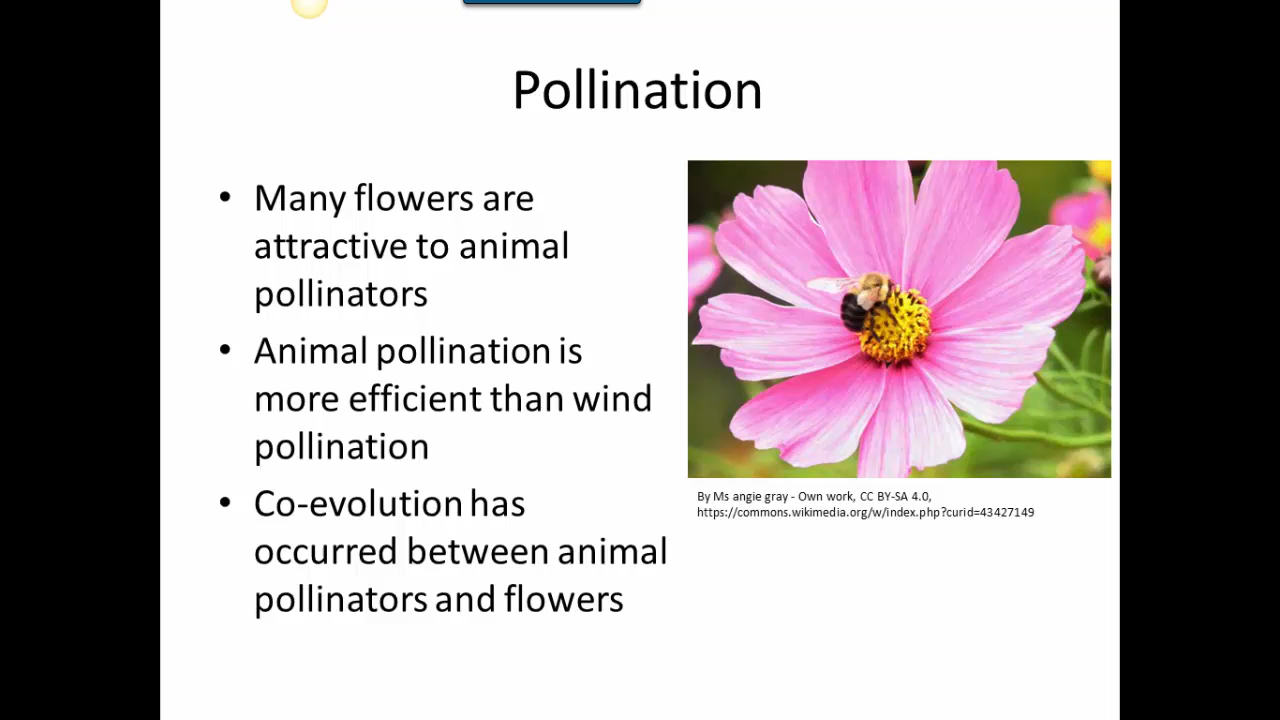 Pollination
• Many flowers are
attractive to animal
pollinators
• Animal pollination is
more efficient than wind
pollination
• Co-evolution has
occurred between animal
pollinators and flowers
By Ms angie gray - Own work, CC BY-SA 4.0,
https://commons.wikimedia.org/w/index.php?curid=43427149